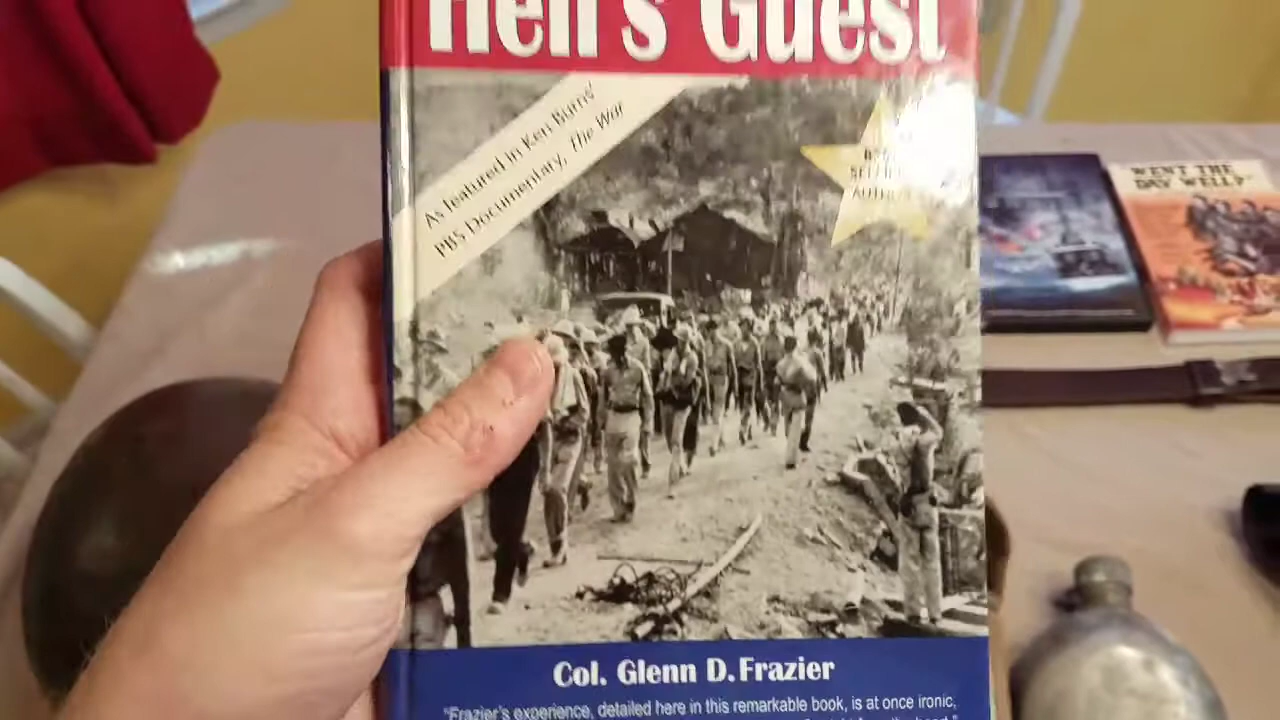 Hell's Guest
As featured in Ken Burns'
PBS Documentary, The War
BEST
SELLING
AUTHOR
WENT THE
DAY WELL?
Col. Glenn D. Frazier
"Frazier's experience, detailed here in this remarkable book, is at once ironic,